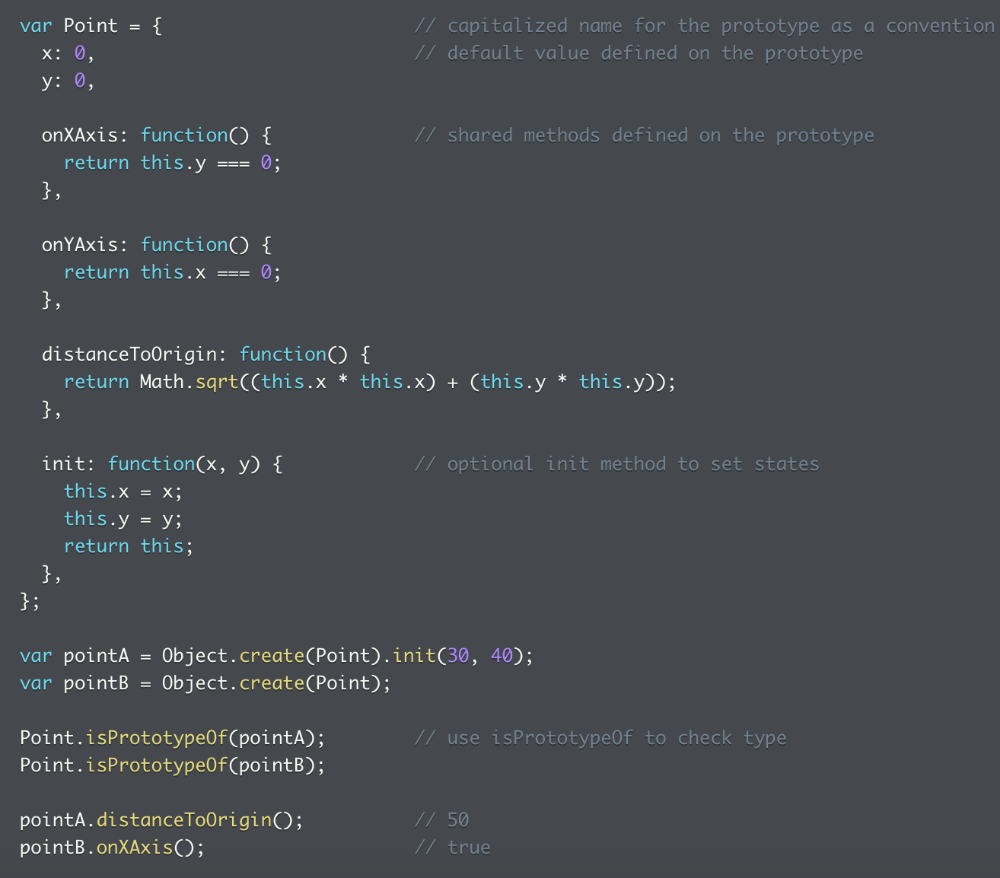 var Point = {                       // capitalized name for the prototype as a convention
  x: 0,                             // default value defined on the prototype
  y: 0,

  onXAxis: function() {             // shared methods defined on the prototype
    return this.y === 0;
  },

  onYAxis: function() {
    return this.x === 0;
  },

  distanceToOrigin: function() {
    return Math.sqrt((this.x * this.x) + (this.y * this.y));
  },

  init: function(x, y) {            // optional init method to set states
    this.x = x;
    this.y = y;
    return this;
  },
};

var pointA = Object.create(Point).init(30, 40);
var pointB = Object.create(Point);

Point.isPrototypeOf(pointA);        // use isPrototypeOf to check type
Point.isPrototypeOf(pointB);

pointA.distanceToOrigin();          // 50
pointB.onXAxis();                   // true